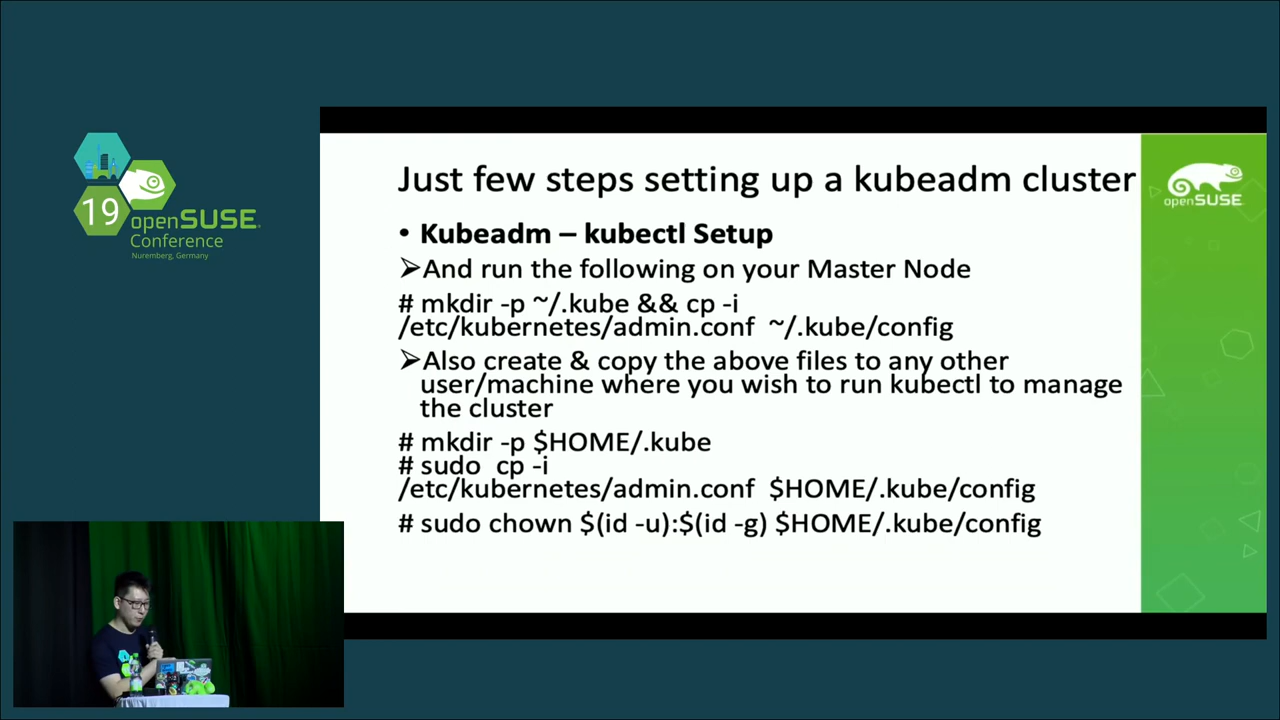 19
openSUSE
Conference
Nuremberg, Germany
Just few steps setting up a kubeadm cluster
openSUSE
• Kubeadm – kubectl Setup
➢And run the following on your Master Node
# mkdir -p ~/.kube && cp -i
/etc/kubernetes/admin.conf ~/.kube/config
➢Also create & copy the above files to any other
user/machine where you wish to run kubectl to manage
the cluster
# mkdir -p $HOME/.kube
# sudo cp -i
/etc/kubernetes/admin.conf $HOME/.kube/config
# sudo chown $(id -u):$(id -g) $HOME/.kube/config